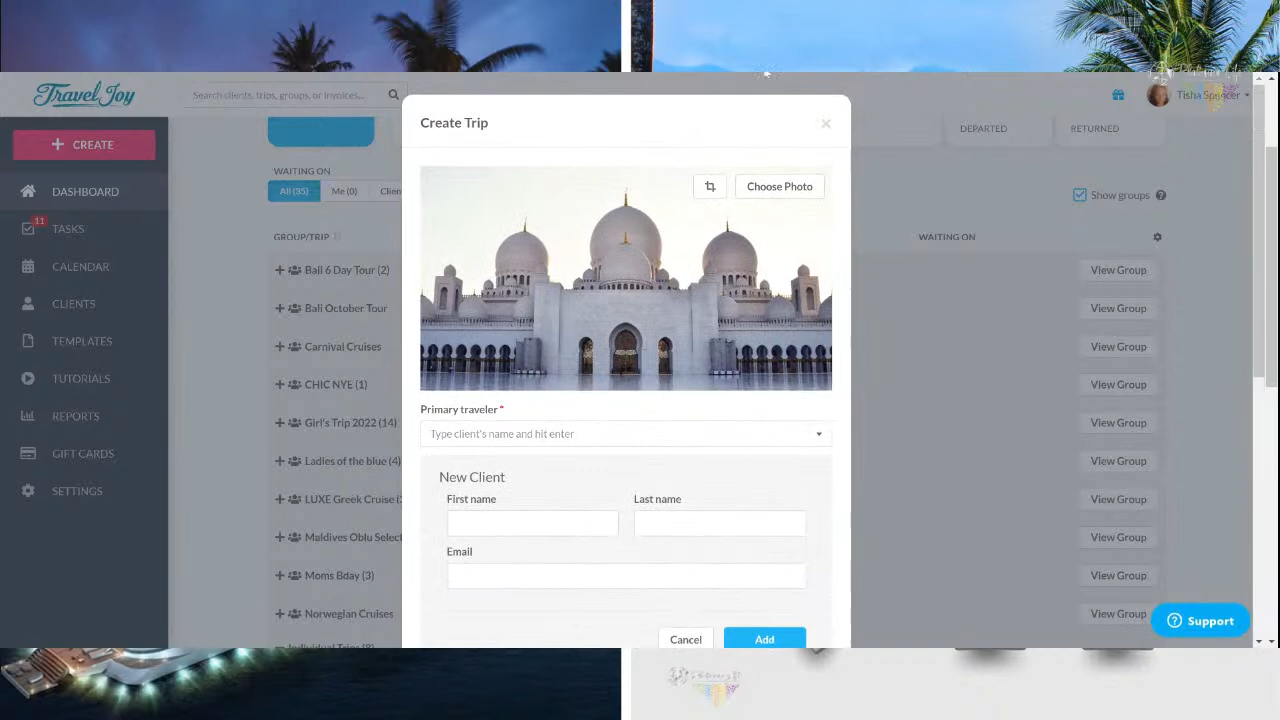 Travel Joy
Search clients, trips, groups, or invoices...
Tisha Spencer
CREATE
DASHBOARD
11
TASKS
CALENDAR
CLIENTS
TEMPLATES
TUTORIALS
REPORTS
GIFT CARDS
SETTINGS
DEPARTED
RETURNED
WAITING ON
All (35)
Me (0)
Clien
Show groups
GROUP/TRIP
WAITING ON
Bali 6 Day Tour (2)
View Group
Bali October Tour
View Group
Carnival Cruises
View Group
CHIC NYE (1)
View Group
Girl's Trip 2022 (14)
View Group
Ladies of the blue (4)
View Group
LUXE Greek Cruise (
View Group
Maldives Oblu Select
View Group
Moms Bday (3)
View Group
Norwegian Cruises
View Group
Individual Trips (8)
Create Trip
×
Choose Photo
Primary traveler *
Type client's name and hit enter
New Client
First name
Last name
Email
Cancel
Add
Support